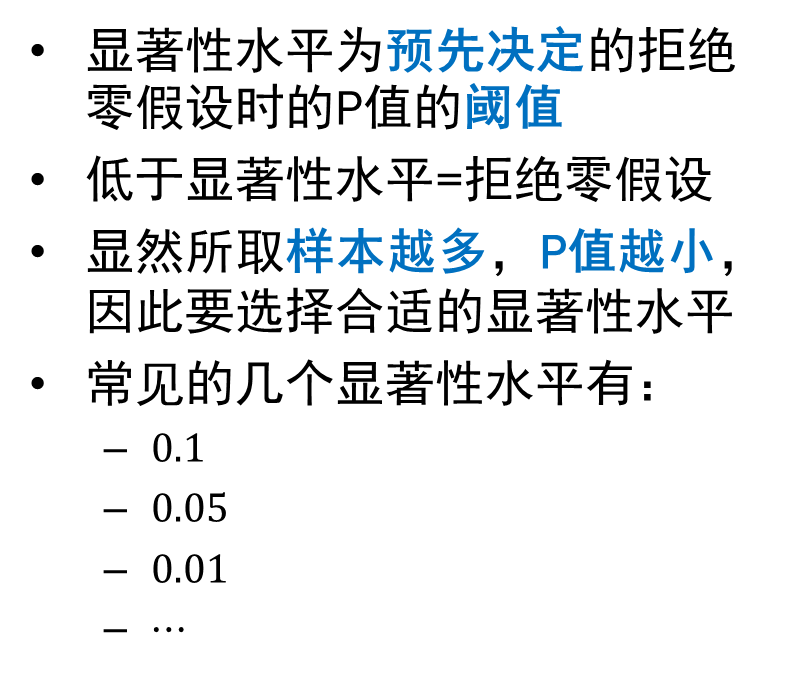 • 显著性水平为预先决定的拒绝
零假设时的P值的阈值
• 低于显著性水平=拒绝零假设
• 显然所取样本越多，P值越小，
因此要选择合适的显著性水平
• 常见的几个显著性水平有：
– 0.1
– 0.05
– 0.01
– …